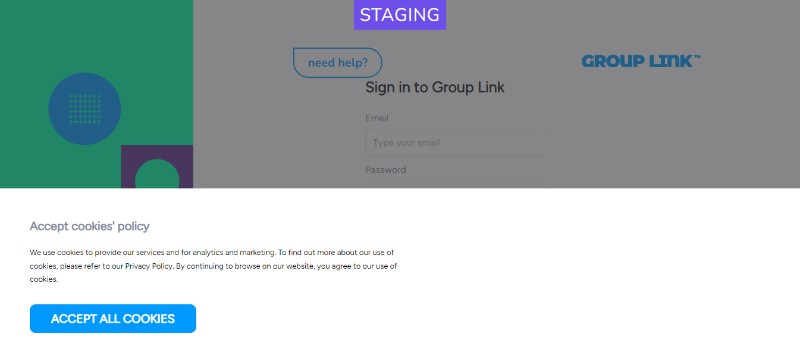 STAGING
need help?
GROUP LINK™
Sign in to Group Link
Email
Type your email
Password
Accept cookies' policy
We use cookies to provide our services and for analytics and marketing. To find out more about our use of
cookies, please refer to our Privacy Policy. By continuing to browse on our website, you agree to our use of
cookies.
ACCEPT ALL COOKIES